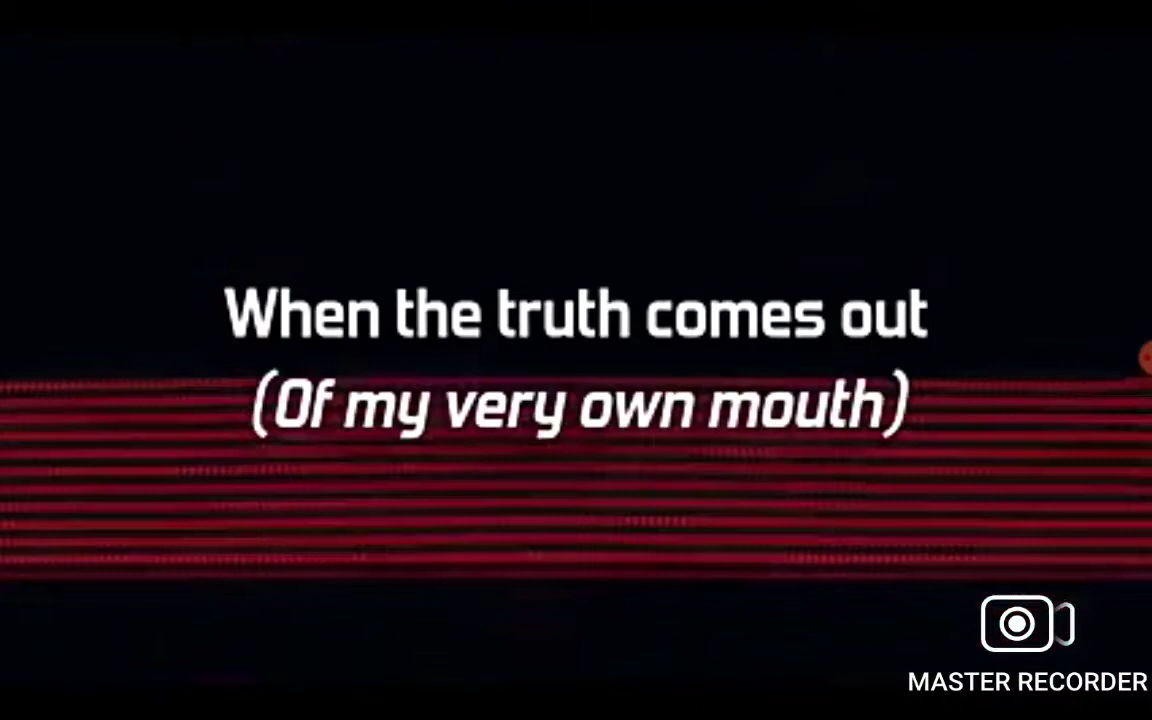 When the truth comes out
(Of my very own mouth)
MASTER RECORDER